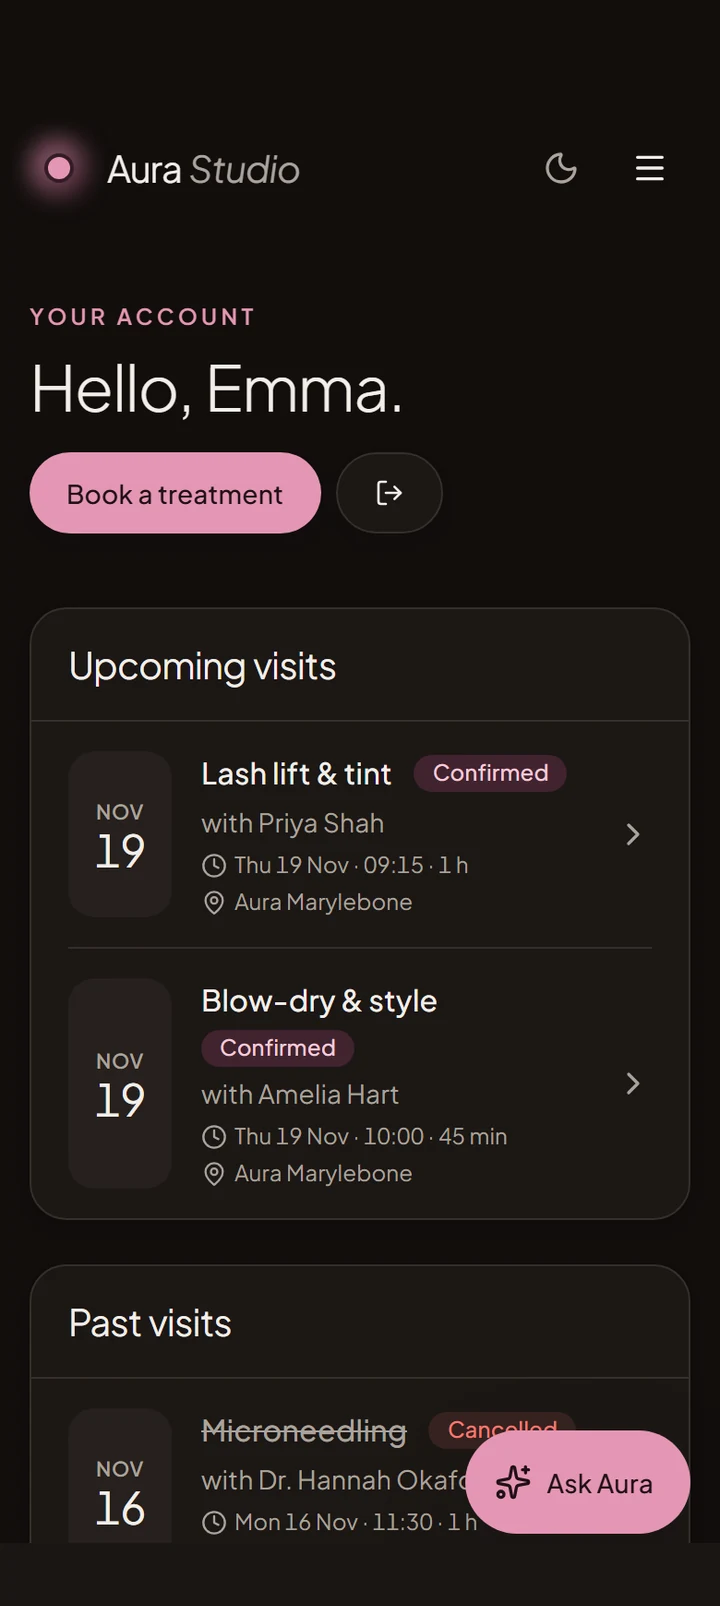 Aura Studio
YOUR ACCOUNT
Hello, Emma.
Book a treatment
Upcoming visits
NOV
19
Lash lift & tint
Confirmed
with Priya Shah
Thu 19 Nov · 09:15 · 1 h
Aura Marylebone
NOV
19
Blow-dry & style
Confirmed
with Amelia Hart
Thu 19 Nov · 10:00 · 45 min
Aura Marylebone
Past visits
NOV
16
Microneedling
Cancelled
with Dr. Hannah
Mon 16 Nov · 11:30 · 1 h
Ask Aura